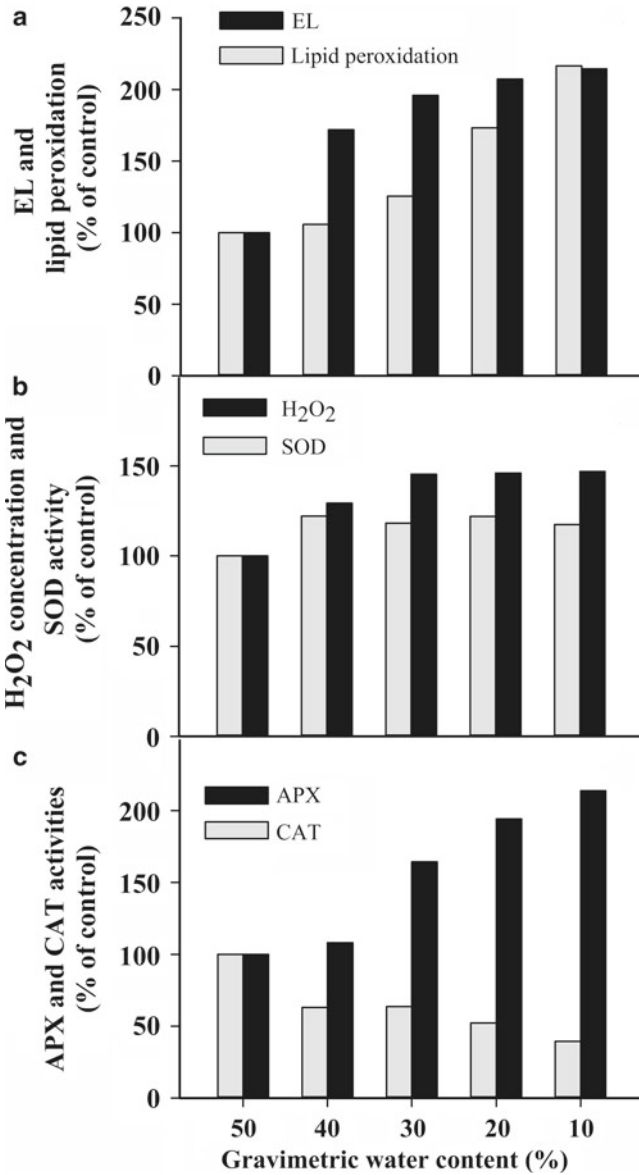 a
EL and
lipid peroxidation
(% of control)
250
200
150
100
50
0
EL
Lipid peroxidation
b
H₂O₂ concentration and
SOD activity
(% of control)
150
100
50
0
H₂O₂
SOD
c
APX and CAT activities
(% of control)
200
150
100
50
0
APX
CAT
50 40 30 20 10
Gravimetric water content (%)